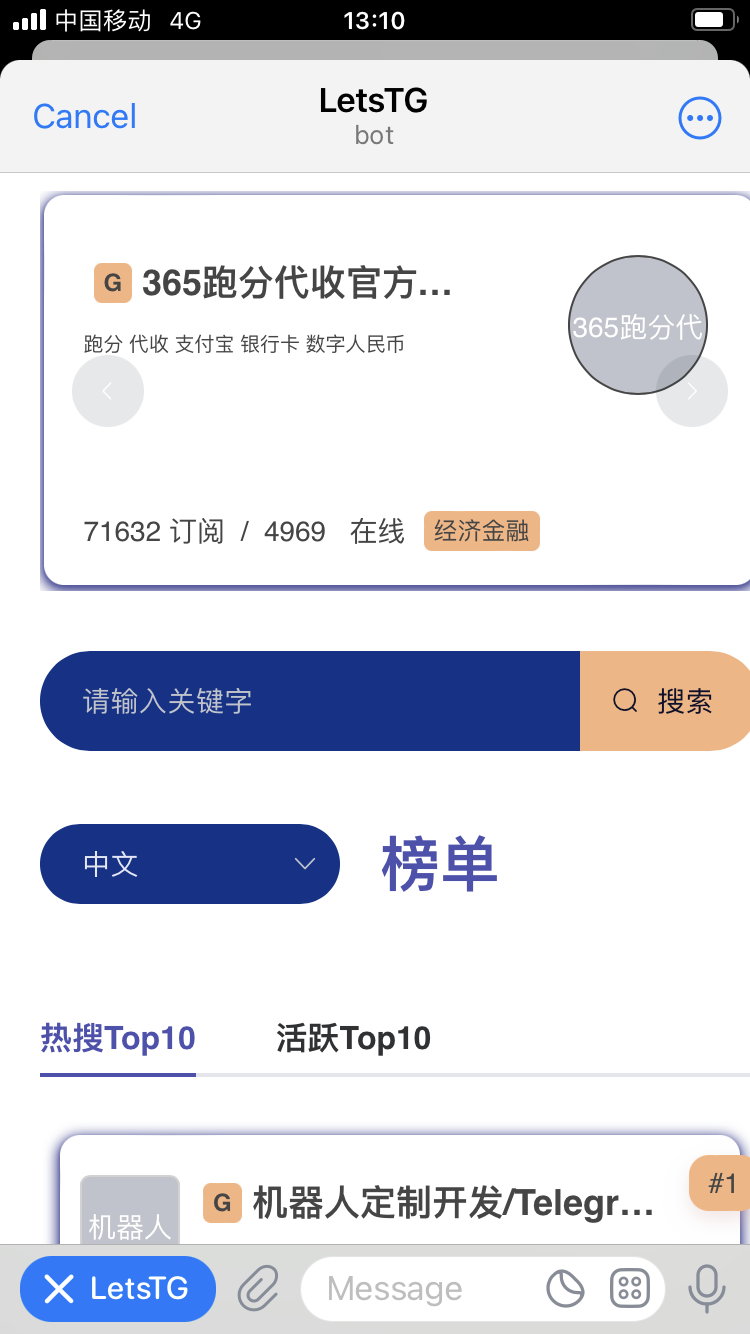 中国移动 4G 13:10
Cancel
LetsTG
bot
G 365跑分代收官方...
365跑分代
跑分 代收 支付宝 银行卡 数字人民币
71632 订阅 / 4969 在线 经济金融
请输入关键字 搜索
中文 榜单
热搜Top10 活跃Top10
#1
机器人 G 机器人定制开发/Telegr...
LetsTG Message